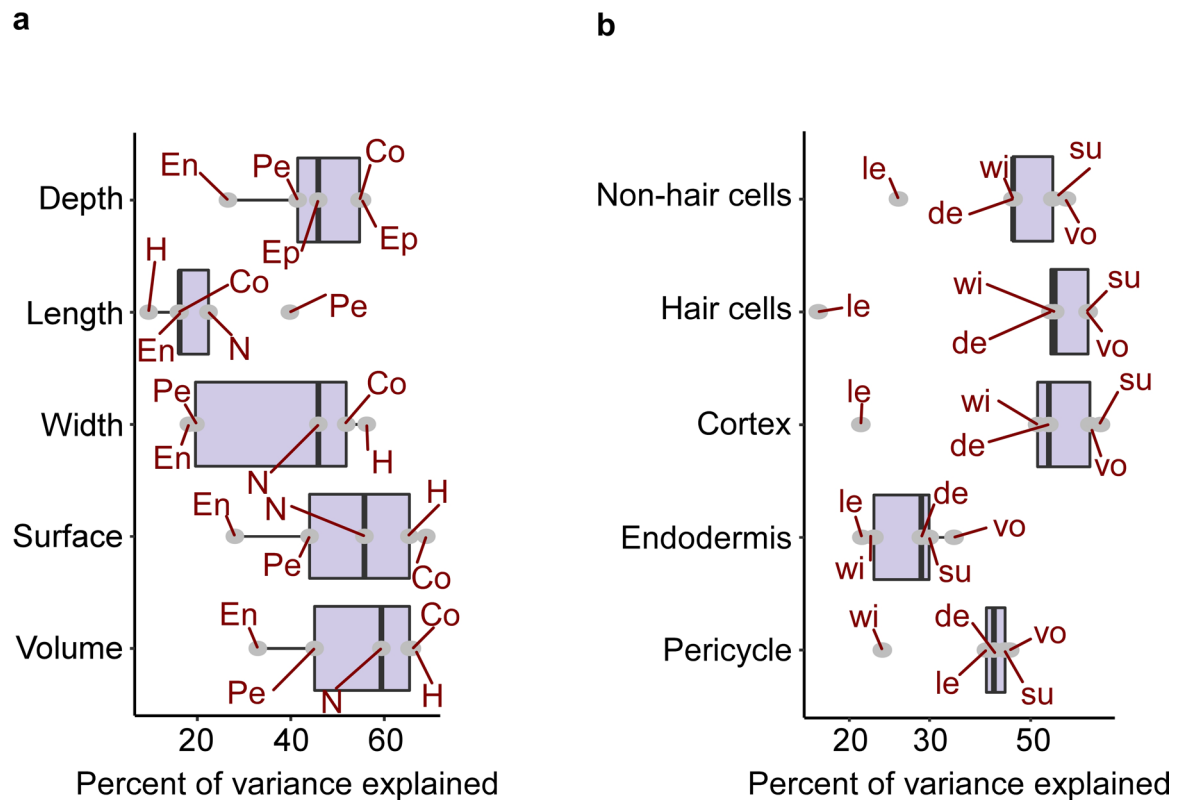 a
b
Depth
En
Pe
Co
Ep
Ep
Length
H
Co
Pe
En
N
Width
Pe
Co
En
N
H
Surface
En
N
H
Pe
Co
Volume
En
Co
Pe
N
H
20 40 60
Percent of variance explained
Non-hair cells
le
wi
su
de
vo
Hair cells
wi
su
le
de
vo
Cortex
le
wi
su
de
vo
Endodermis
le
de
vo
wi
su
Pericycle
wi
de
vo
le
su
20 30 50
Percent of variance explained